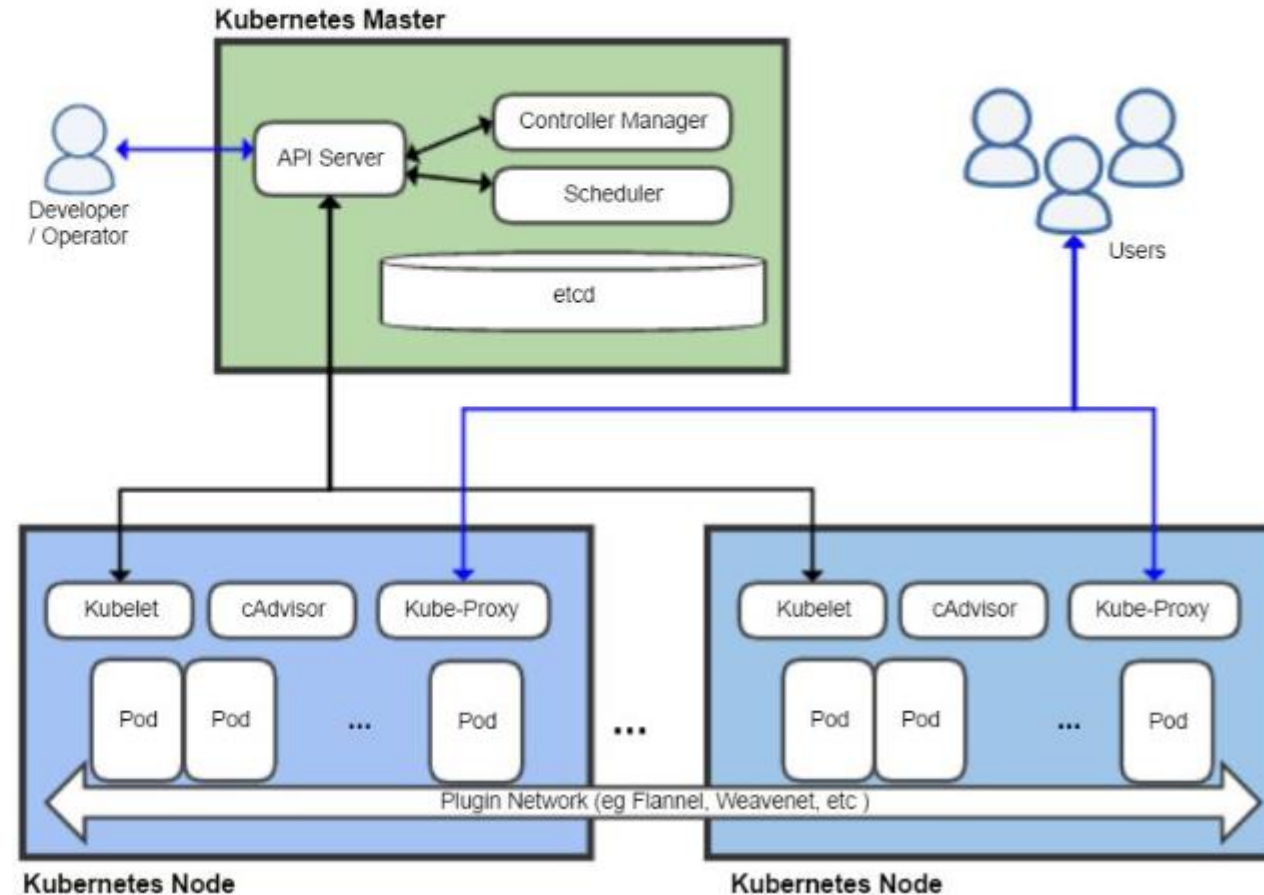 Kubernetes Master
Controller Manager
API Server
Scheduler
Developer
/ Operator
etcd
Users
Kubelet
cAdvisor
Kube-Proxy
Kubelet
cAdvisor
Kube-Proxy
Pod
Pod
...
Pod
...
Pod
Pod
...
Pod
Plugin Network (eg Flannel, Weavenet, etc )
Kubernetes Node
Kubernetes Node